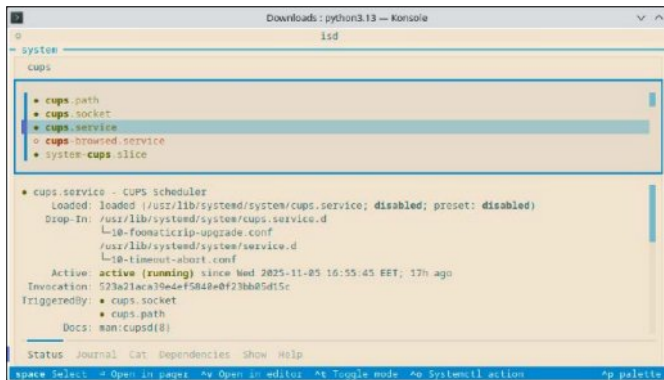 Downloads : python3.13 — Konsole
isd
system
cups
● cups.path
● cups.socket
● cups.service
○ cups-browsed.service
● system-cups.slice
● cups.service - CUPS Scheduler
Loaded: loaded (/usr/lib/systemd/system/cups.service; disabled; preset: disabled)
Drop-In: /usr/lib/systemd/system/cups.service.d
└─10-foomaticrip-upgrade.conf
/usr/lib/systemd/system/service.d
└─10-timeout-abort.conf
Active: active (running) since Wed 2025-11-05 16:55:45 EET; 17h ago
Invocation: 523a21aca39e4ef5840e0f23bb05d15c
TriggeredBy: ● cups.socket
● cups.path
Docs: man:cupsd(8)
Status Journal Cat Dependencies Show Help
space Select ⏎ Open in pager ^v Open in editor ^t Toggle mode ^o Systemctl action ^p palette